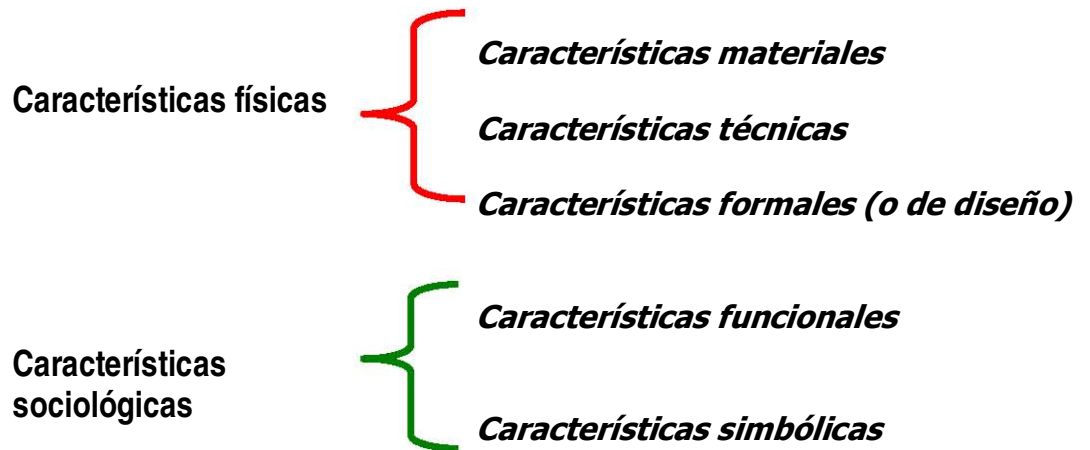 Características físicas
Características materiales
Características técnicas
Características formales (o de diseño)
Características
sociológicas
Características funcionales
Características simbólicas